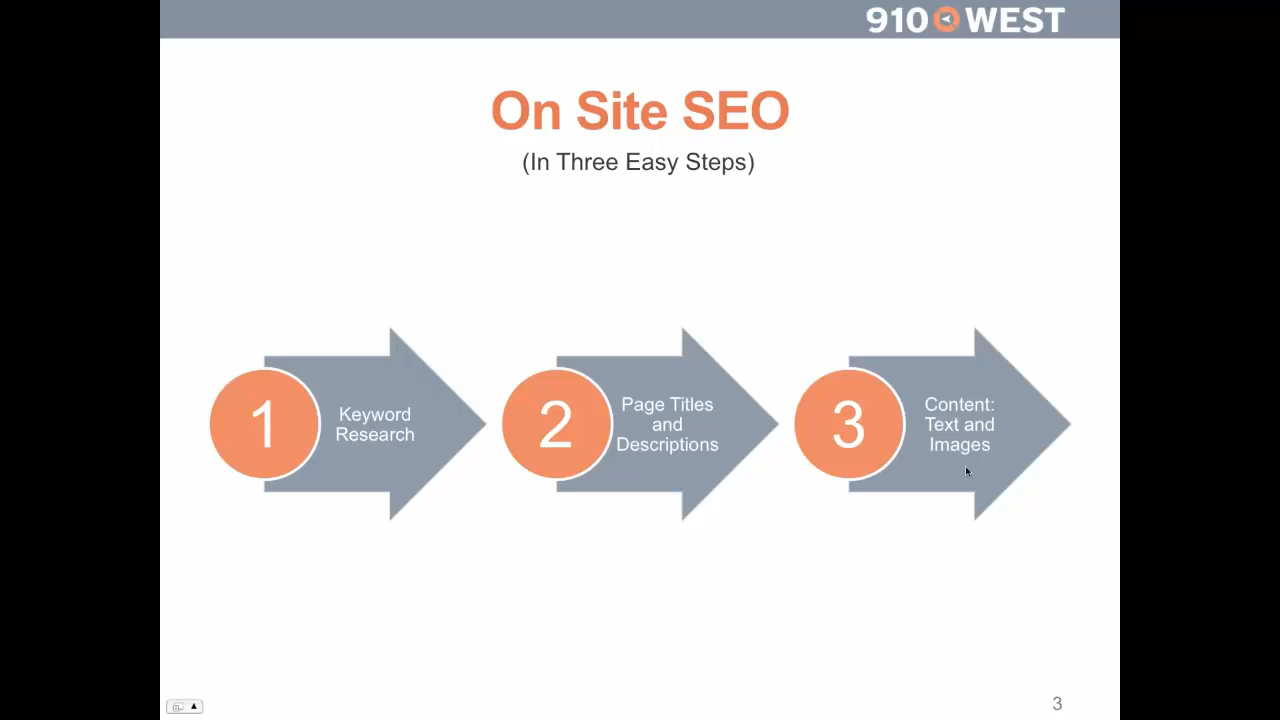 910 WEST
On Site SEO
(In Three Easy Steps)
1
Keyword
Research
2
Page Titles
and
Descriptions
3
Content:
Text and
Images
3